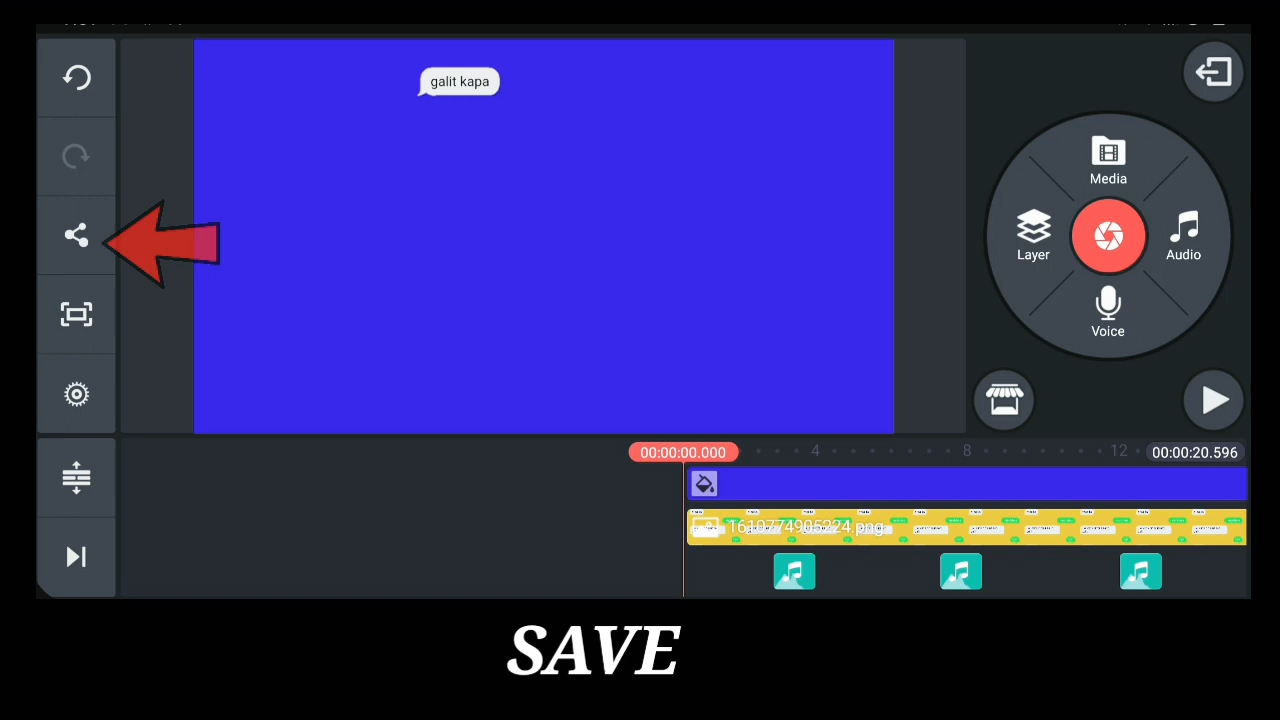 galit kapa
Media
Layer
Audio
Voice
00:00:00.000
4
8
12
00:00:20.596
1610774905224.png
SAVE